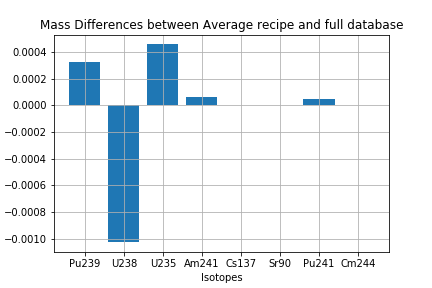 Mass Differences between Average recipe and full database
0.0004
0.0002
0.0000
−0.0002
−0.0004
−0.0006
−0.0008
−0.0010
Pu239 U238 U235 Am241 Cs137 Sr90 Pu241 Cm244
Isotopes